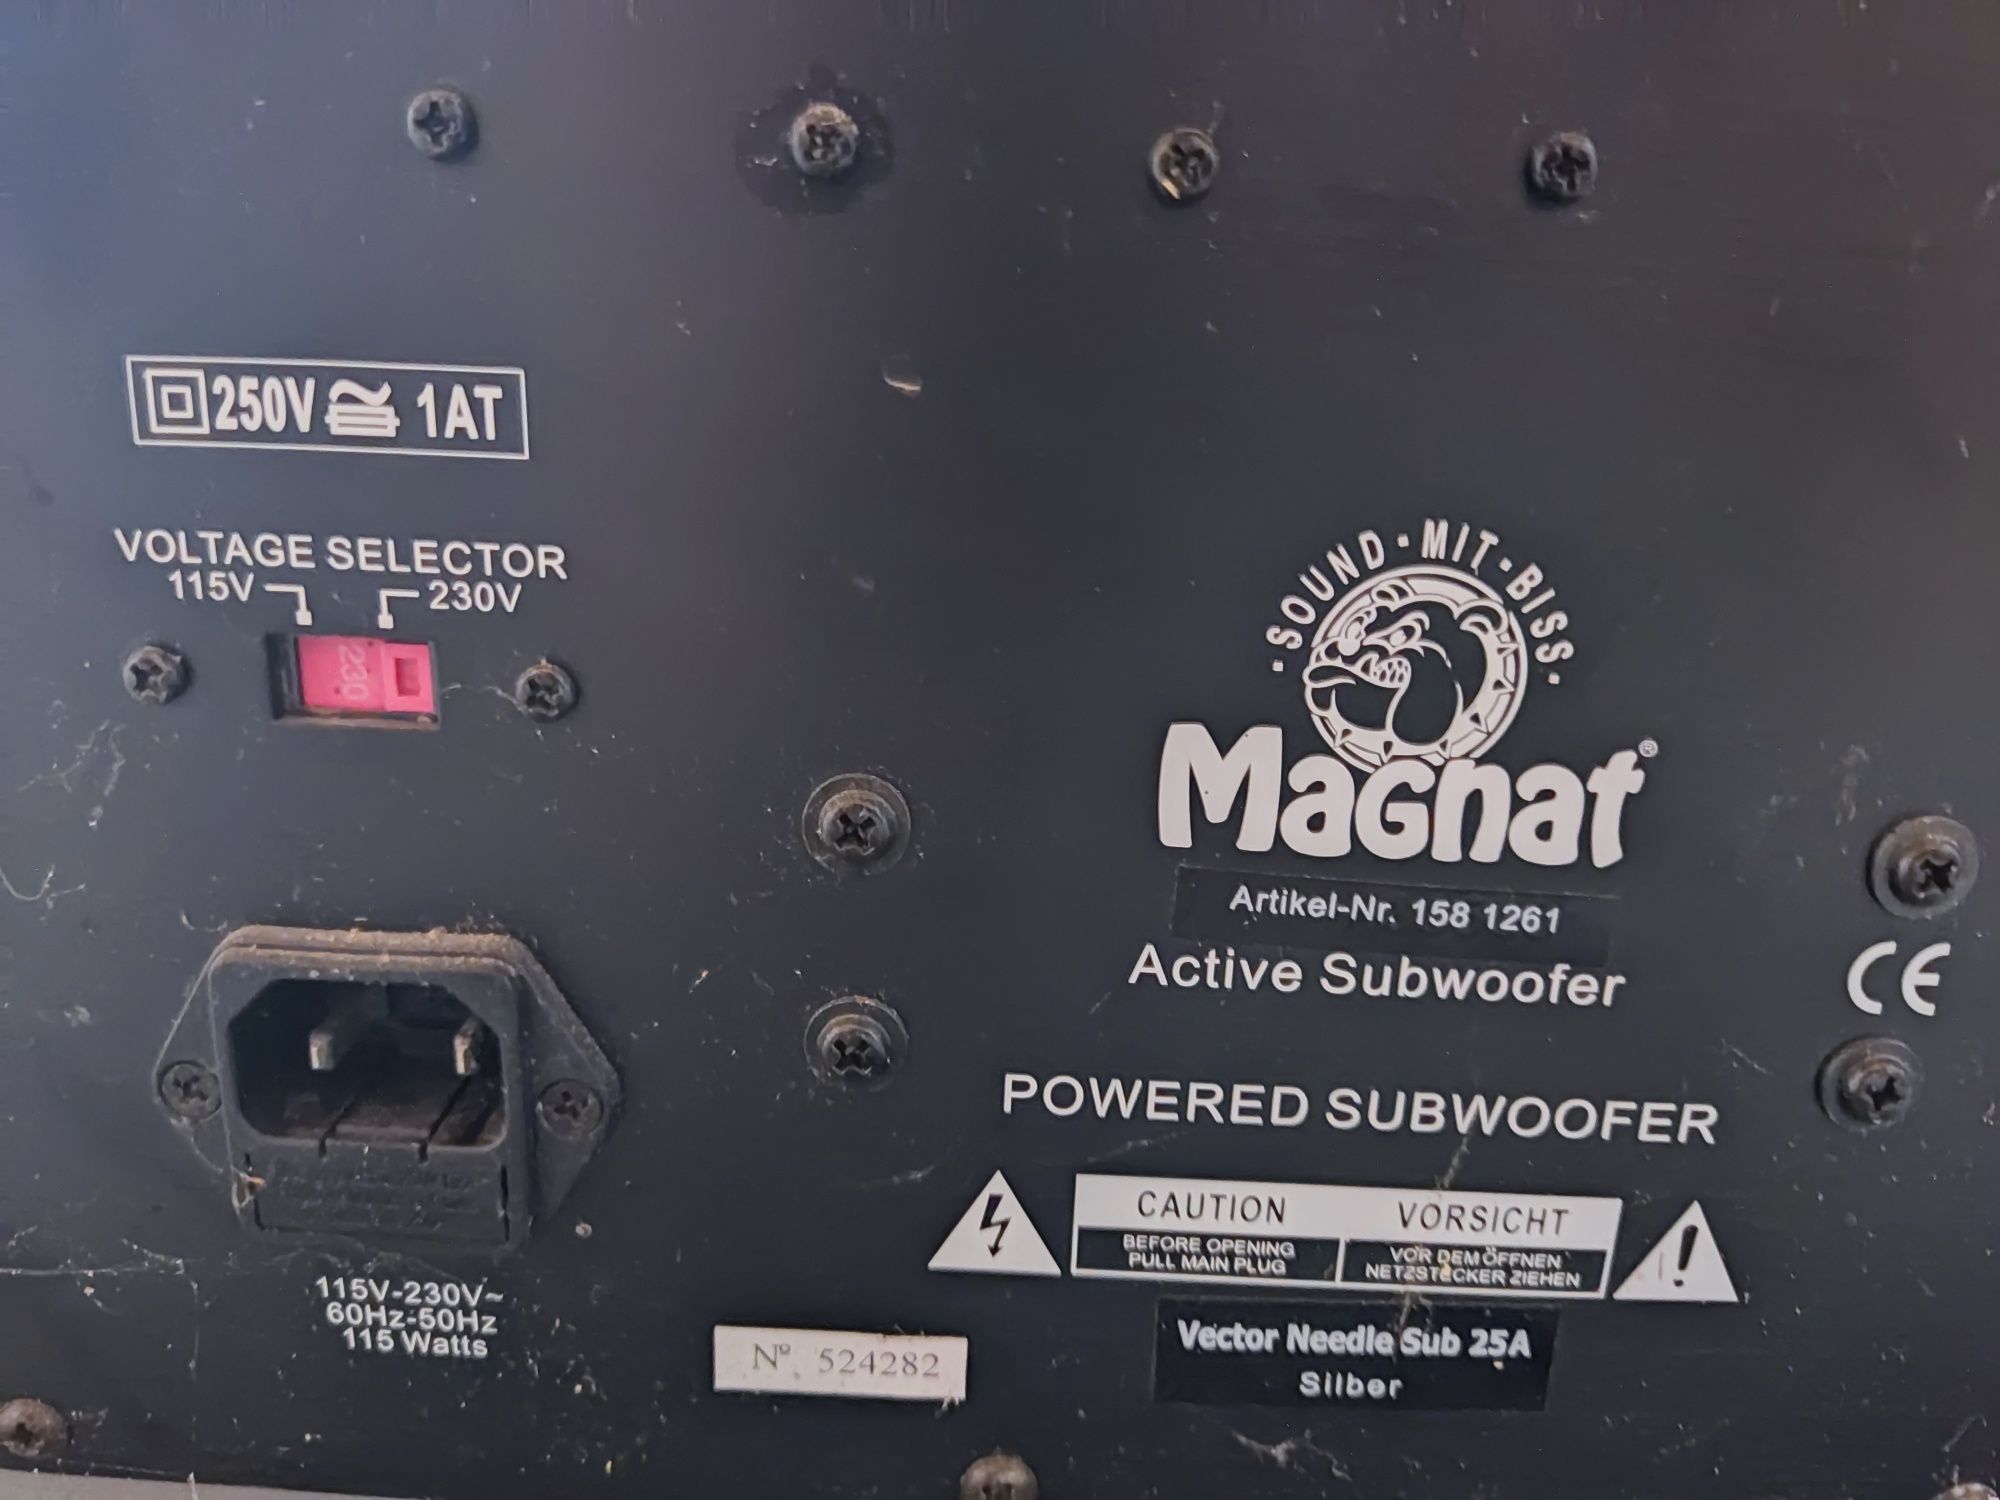 250V 1AT
VOLTAGE SELECTOR
115V 230V
230
·SOUND·MIT·BISS·
Magnat®
Artikel-Nr. 158 1261
Active Subwoofer
CE
POWERED SUBWOOFER
CAUTION
BEFORE OPENING
PULL MAIN PLUG
VORSICHT
VOR DEM ÖFFNEN
NETZSTECKER ZIEHEN
115V-230V~
60Hz-50Hz
115 Watts
Nº 524282
Vector Needle Sub 25A
Silber